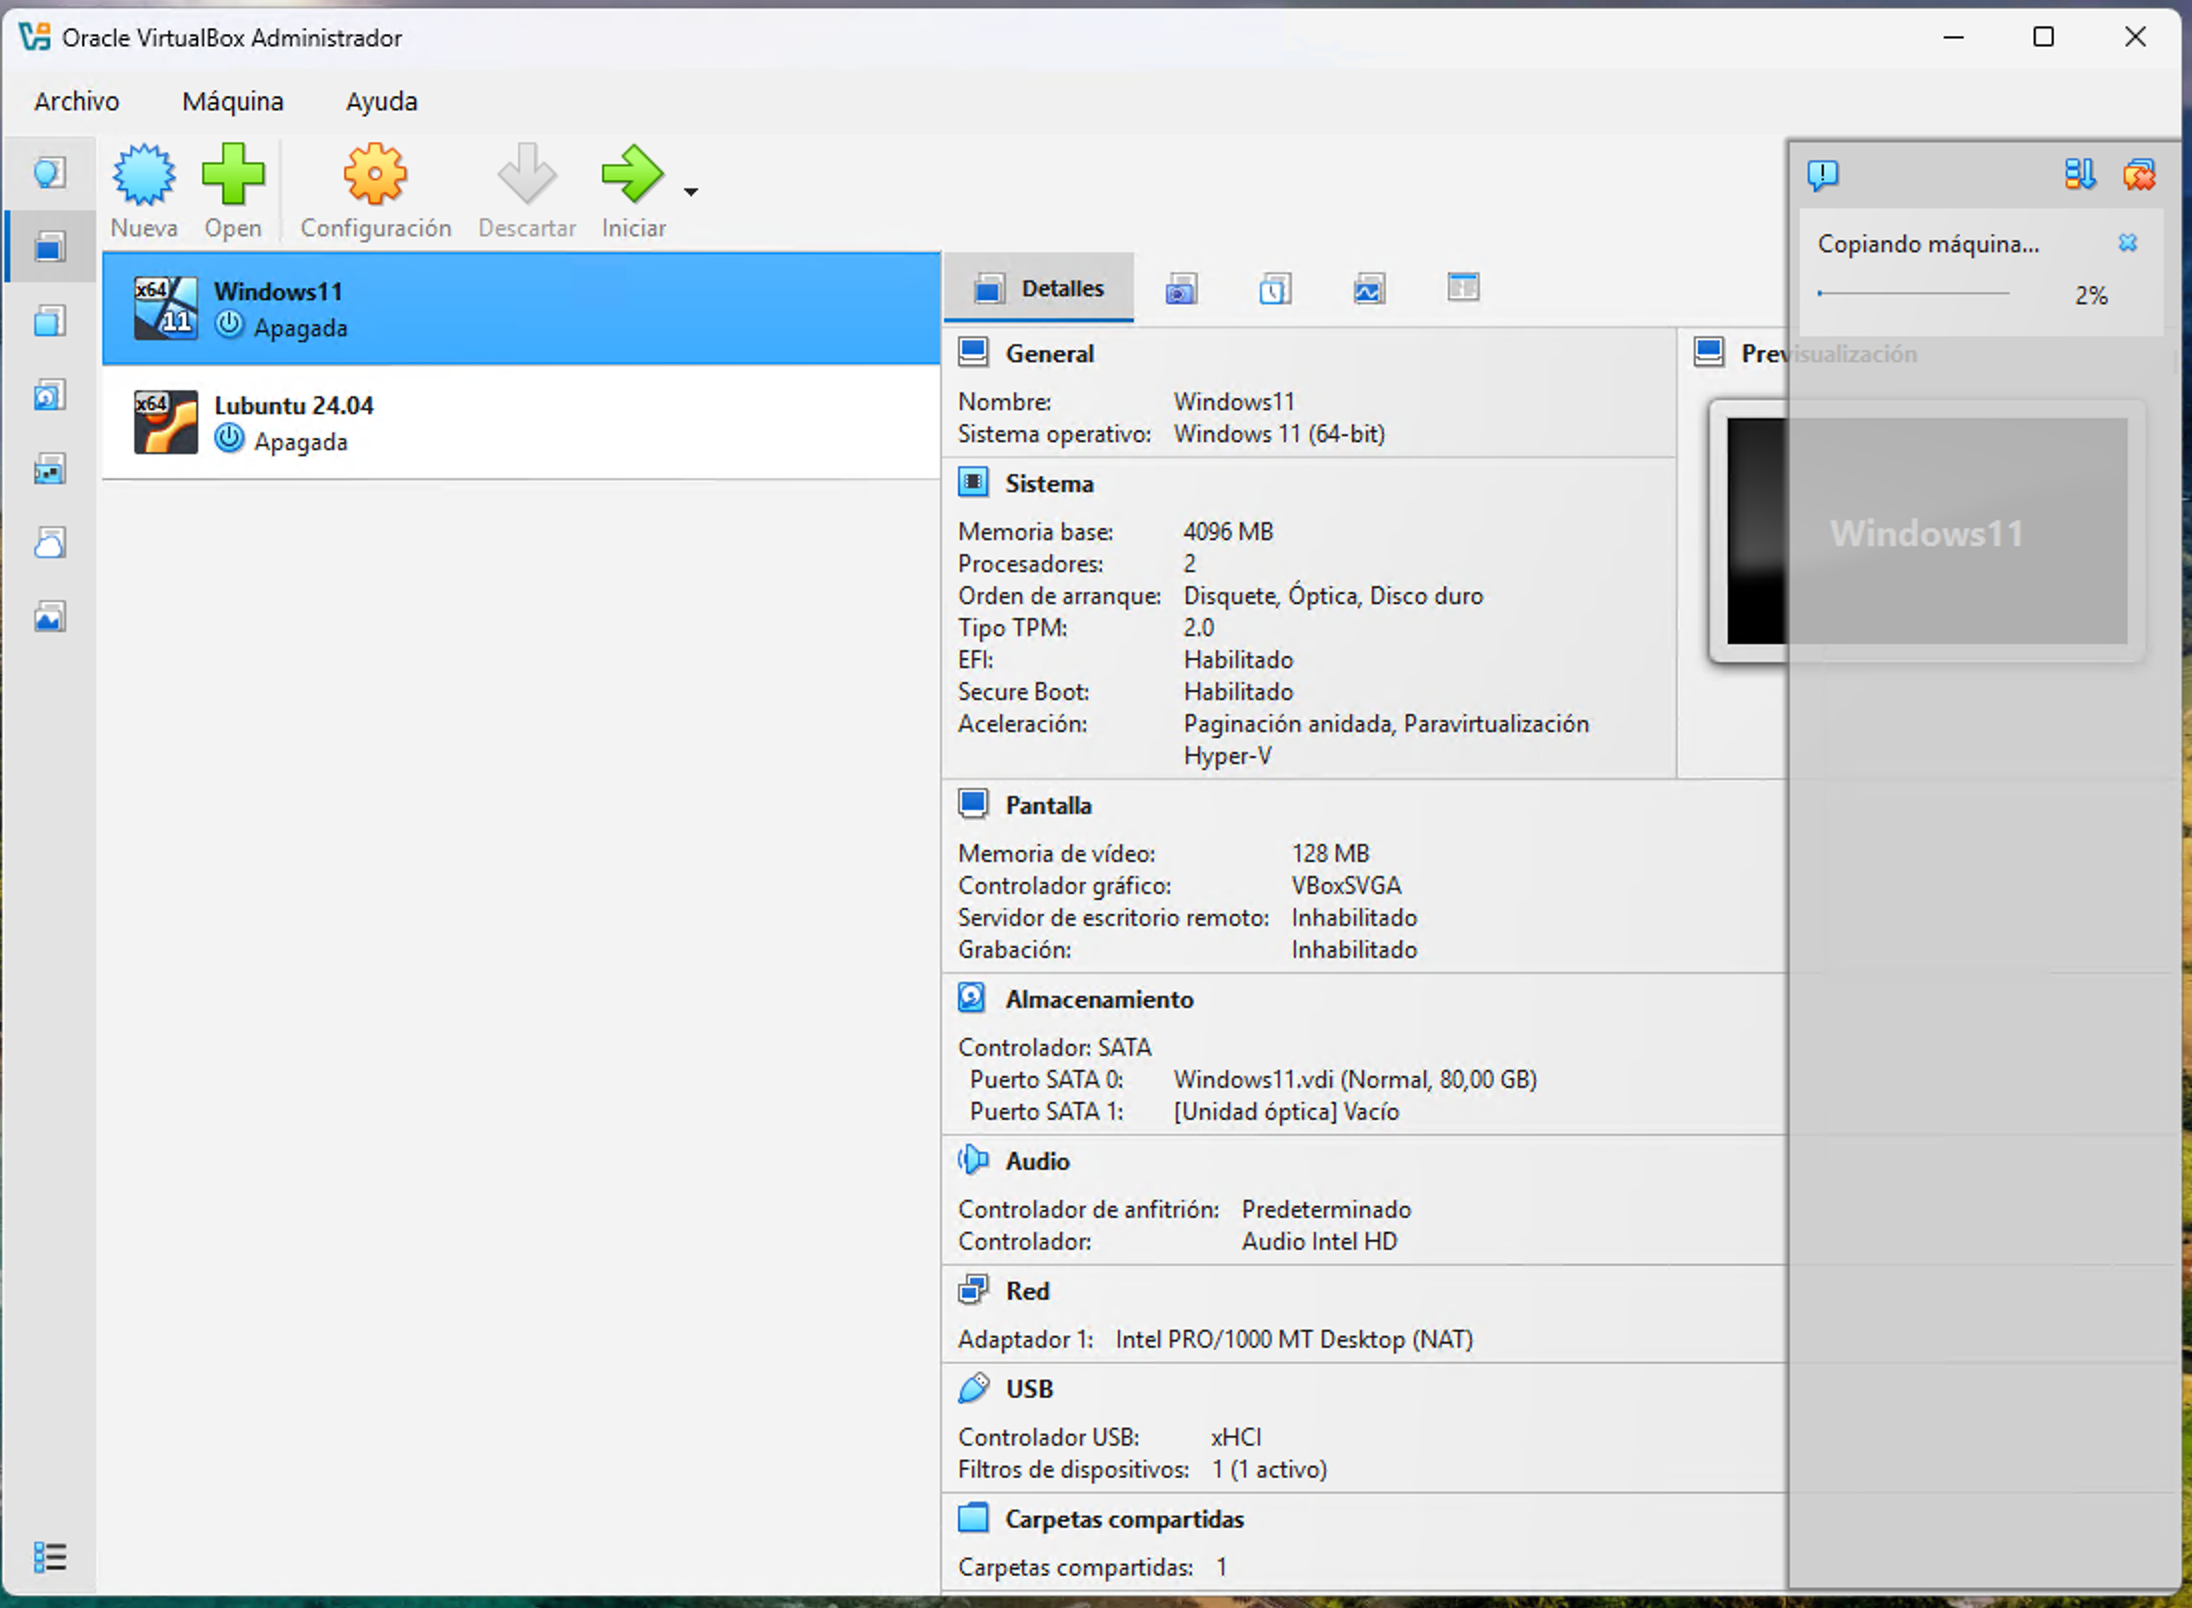 Oracle VirtualBox Administrador
Archivo Máquina Ayuda
Nueva Open Configuración Descartar Iniciar
Copiando máquina...
2%
x64 11 Windows11
Apagada
x64 Lubuntu 24.04
Apagada
Detalles
General
Nombre: Windows11
Sistema operativo: Windows 11 (64-bit)
Previsualización
Windows11
Sistema
Memoria base: 4096 MB
Procesadores: 2
Orden de arranque: Disquete, Óptica, Disco duro
Tipo TPM: 2.0
EFI: Habilitado
Secure Boot: Habilitado
Aceleración: Paginación anidada, Paravirtualización
Hyper-V
Pantalla
Memoria de vídeo: 128 MB
Controlador gráfico: VBoxSVGA
Servidor de escritorio remoto: Inhabilitado
Grabación: Inhabilitado
Almacenamiento
Controlador: SATA
Puerto SATA 0: Windows11.vdi (Normal, 80,00 GB)
Puerto SATA 1: [Unidad óptica] Vacío
Audio
Controlador de anfitrión: Predeterminado
Controlador: Audio Intel HD
Red
Adaptador 1: Intel PRO/1000 MT Desktop (NAT)
USB
Controlador USB: xHCI
Filtros de dispositivos: 1 (1 activo)
Carpetas compartidas
Carpetas compartidas: 1